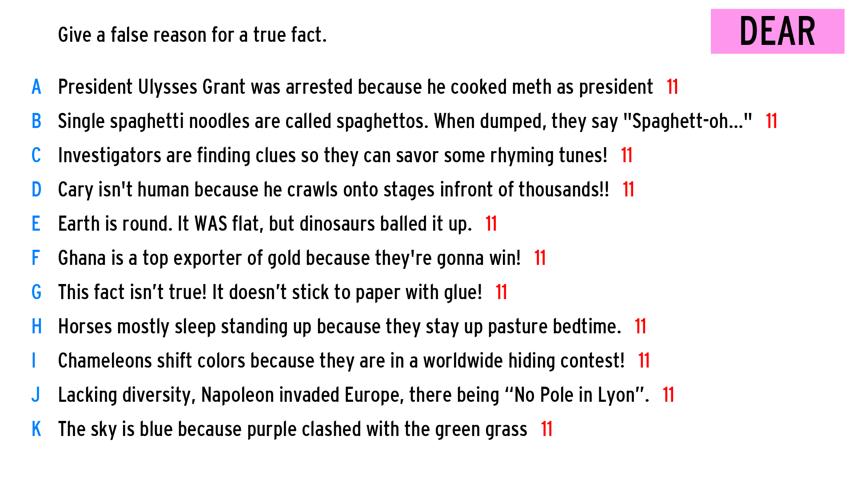 Give a false reason for a true fact.
DEAR
A President Ulysses Grant was arrested because he cooked meth as president 11
B Single spaghetti noodles are called spaghettos. When dumped, they say "Spaghett-oh..." 11
C Investigators are finding clues so they can savor some rhyming tunes! 11
D Cary isn't human because he crawls onto stages infront of thousands!! 11
E Earth is round. It WAS flat, but dinosaurs balled it up. 11
F Ghana is a top exporter of gold because they're gonna win! 11
G This fact isn’t true! It doesn’t stick to paper with glue! 11
H Horses mostly sleep standing up because they stay up pasture bedtime. 11
I Chameleons shift colors because they are in a worldwide hiding contest! 11
J Lacking diversity, Napoleon invaded Europe, there being “No Pole in Lyon”. 11
K The sky is blue because purple clashed with the green grass 11